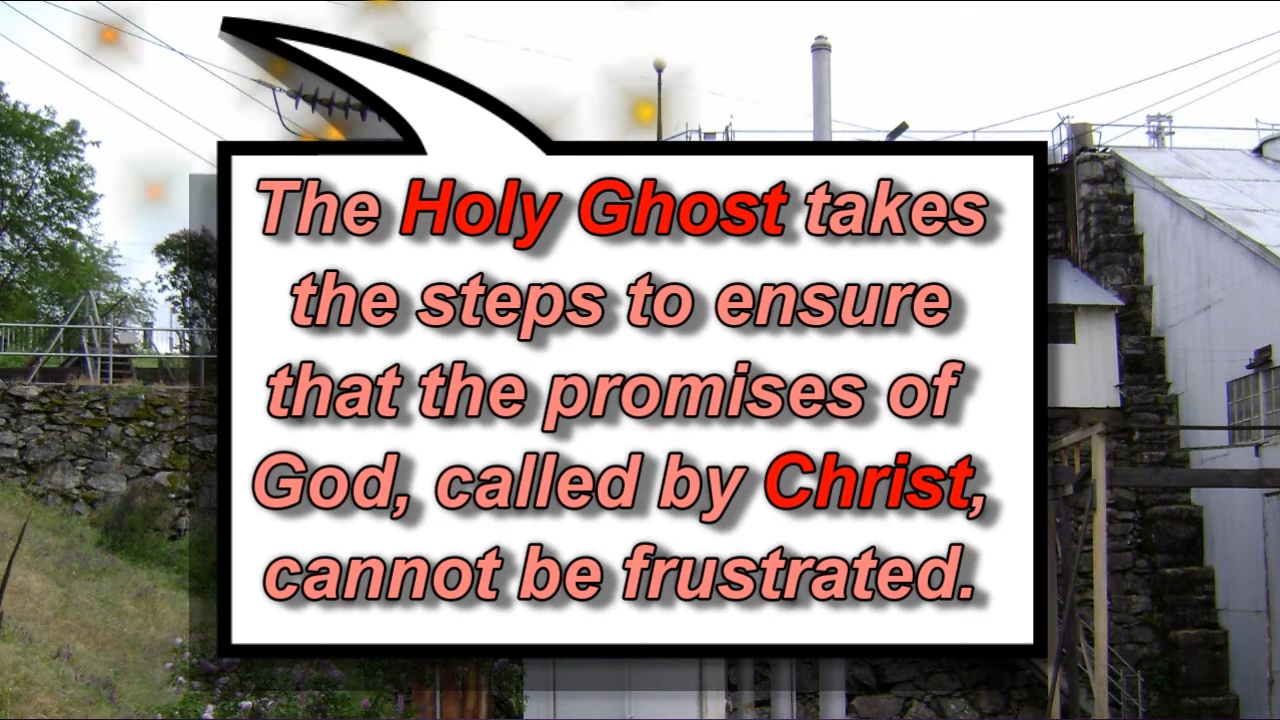 The Holy Ghost takes
the steps to ensure
that the promises of
God, called by Christ,
cannot be frustrated.